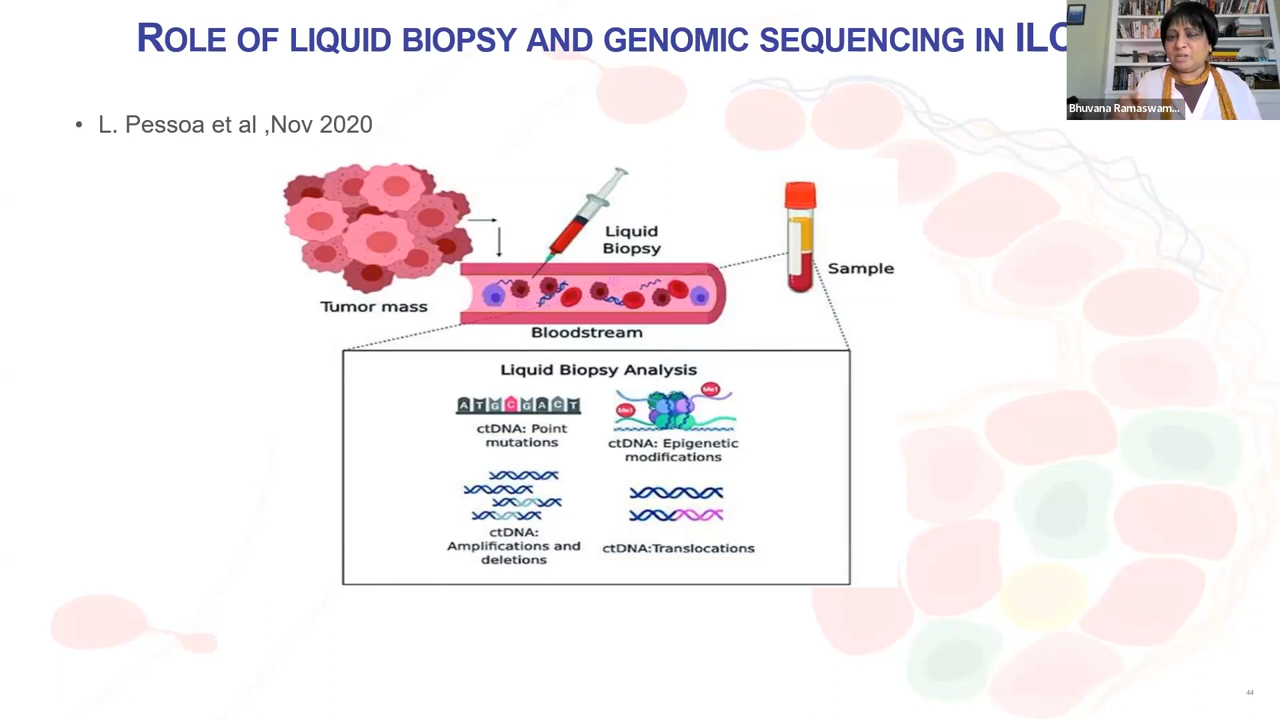 ROLE OF LIQUID BIOPSY AND GENOMIC SEQUENCING IN ILC
Bhuvana Ramaswam...
• L. Pessoa et al ,Nov 2020
Liquid
Biopsy
Sample
Tumor mass
Bloodstream
Liquid Biopsy Analysis
A T G C G A C T
Me1
Me1
ctDNA: Point
mutations
ctDNA: Epigenetic
modifications
ctDNA:
Amplifications and
deletions
ctDNA:Translocations
44